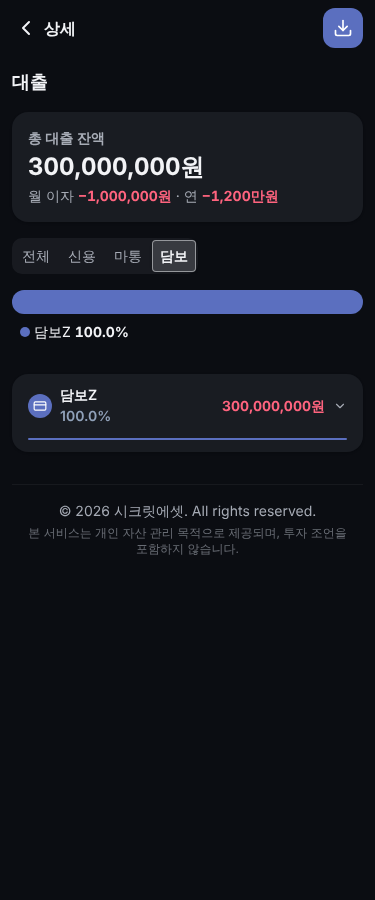 상세
대출
총 대출 잔액
300,000,000원
월 이자 −1,000,000원 · 연 −1,200만원
전체 신용 마통 담보
담보Z 100.0%
담보Z
100.0%
300,000,000원
© 2026 시크릿에셋. All rights reserved.
본 서비스는 개인 자산 관리 목적으로 제공되며, 투자 조언을
포함하지 않습니다.